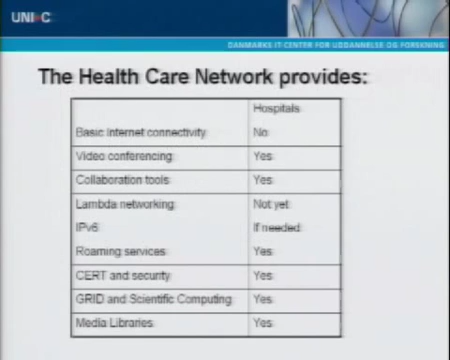 UNI•C
DANMARKS IT-CENTER FOR UDDANNELSE OG FORSKNING
The Health Care Network provides:
Hospitals
Basic Internet connectivity No
Video conferencing Yes
Collaboration tools Yes
Lambda networking Not yet
IPv6 If needed
Roaming services Yes
CERT and security Yes
GRID and Scientific Computing Yes
Media Libraries Yes